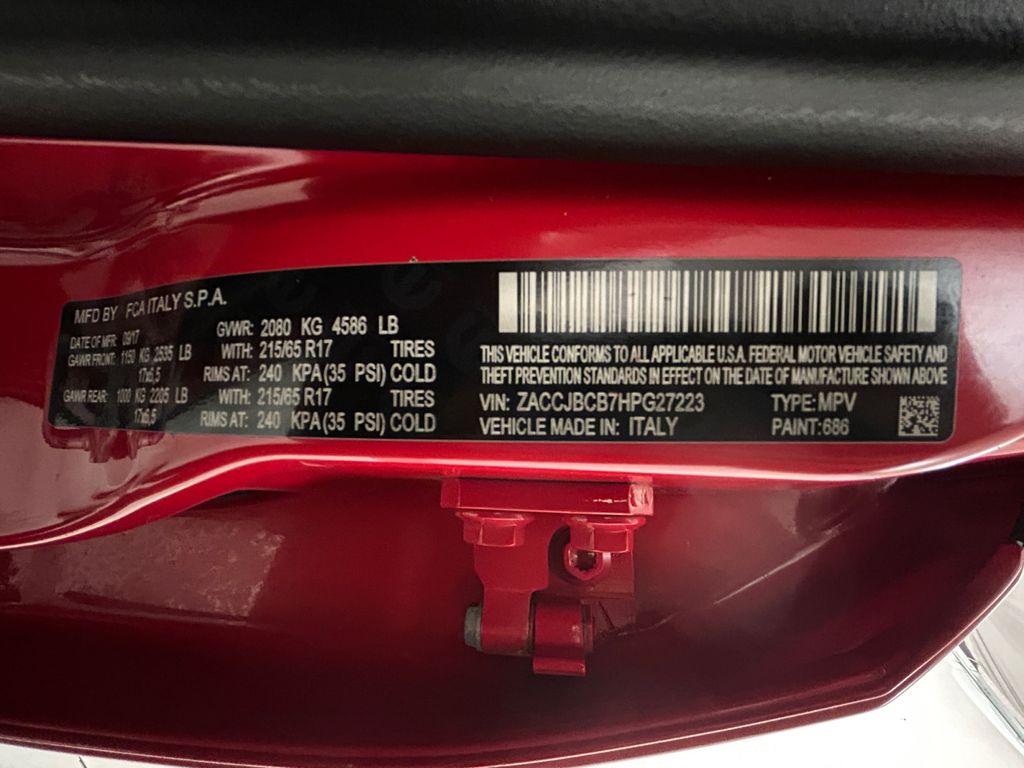 MFD BY FCA ITALY S.P.A.
DATE OF MFR: 09/17 GVWR: 2080 KG 4586 LB
GAWR FRONT: 1150 KG 2535 LB WITH: 215/65 R17 TIRES
17x6,5 RIMS AT: 240 KPA (35 PSI) COLD
GAWR REAR: 1000 KG 2205 LB WITH: 215/65 R17 TIRES
17x6,5 RIMS AT: 240 KPA (35 PSI) COLD
THIS VEHICLE CONFORMS TO ALL APPLICABLE U.S.A. FEDERAL MOTOR VEHICLE SAFETY AND
THEFT PREVENTION STANDARDS IN EFFECT ON THE DATE OF MANUFACTURE SHOWN ABOVE
VIN: ZACCJBCB7HPG27223 TYPE: MPV
VEHICLE MADE IN: ITALY PAINT: 686